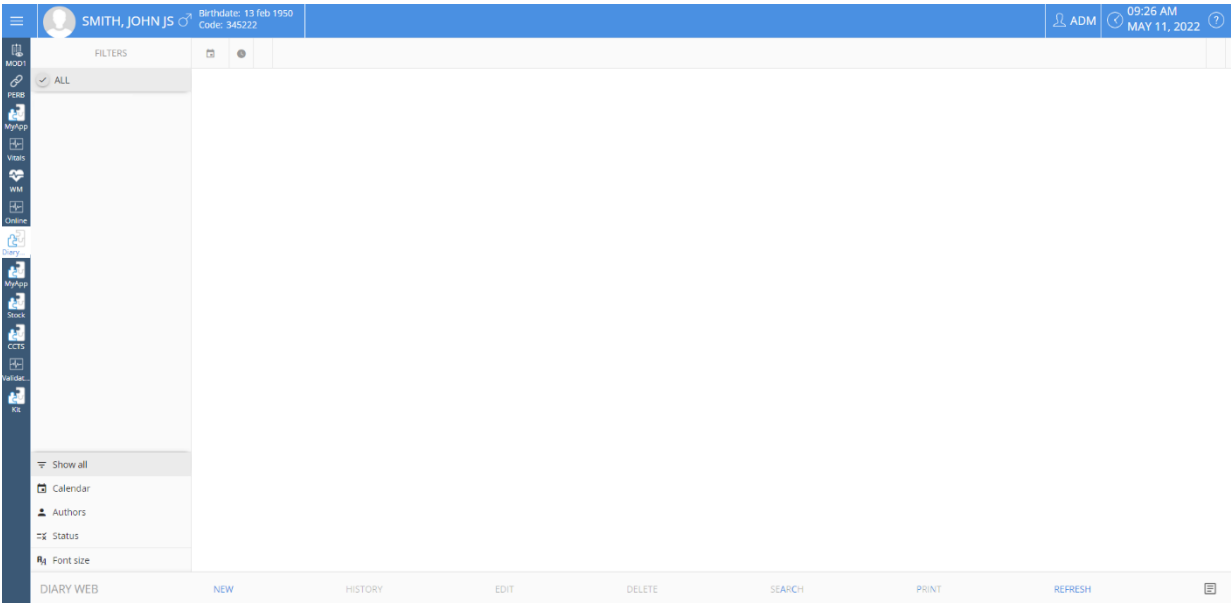 SMITH, JOHN JS
Birthdate: 13 feb 1950
Code: 345222
ADM
09:26 AM
MAY 11, 2022
?
MOD1
PERB
MyApp
Vitals
WM
Online
Diary...
MyApp
Stock
CCTS
Validat...
Kit
FILTERS
ALL
Show all
Calendar
Authors
Status
Font size
DIARY WEB
NEW
HISTORY
EDIT
DELETE
SEARCH
PRINT
REFRESH